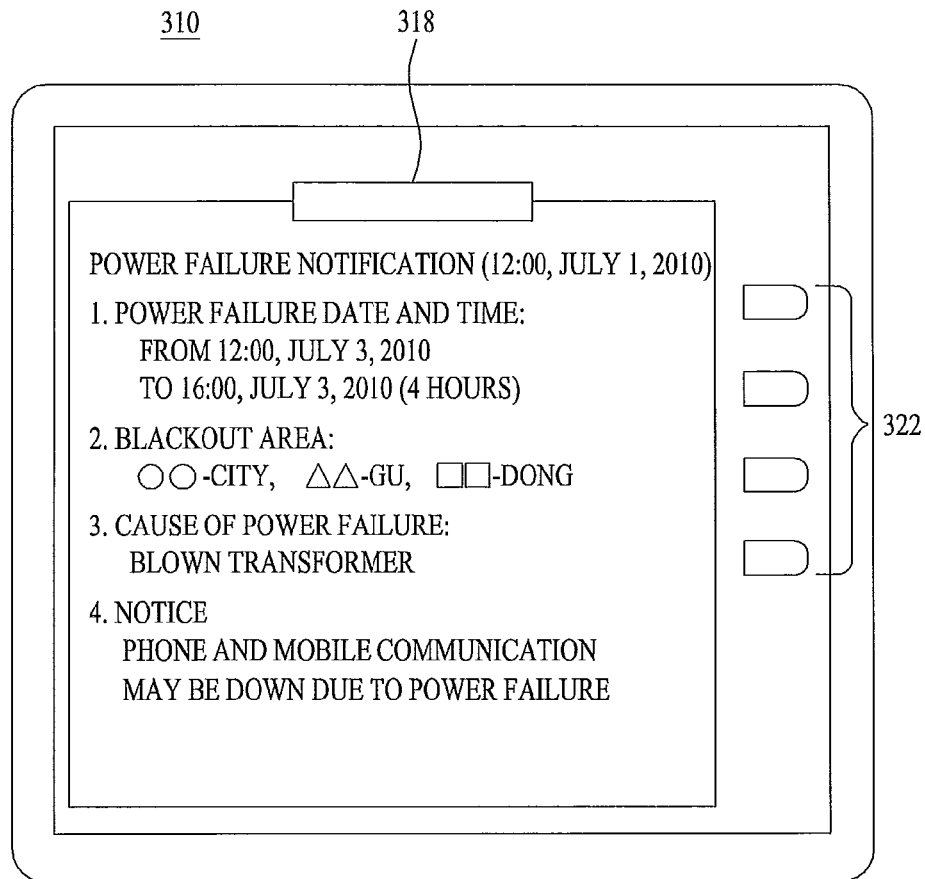 310
318
POWER FAILURE NOTIFICATION (12:00, JULY 1, 2010)
1. POWER FAILURE DATE AND TIME:
FROM 12:00, JULY 3, 2010
TO 16:00, JULY 3, 2010 (4 HOURS)
2. BLACKOUT AREA:
○○-CITY, △△-GU, □□-DONG
3. CAUSE OF POWER FAILURE:
BLOWN TRANSFORMER
4. NOTICE
PHONE AND MOBILE COMMUNICATION
MAY BE DOWN DUE TO POWER FAILURE
322